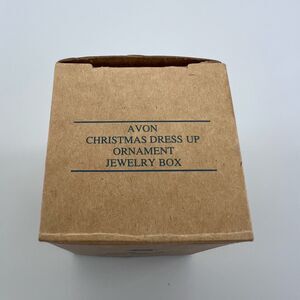 AVON
CHRISTMAS DRESS UP
ORNAMENT
JEWELRY BOX